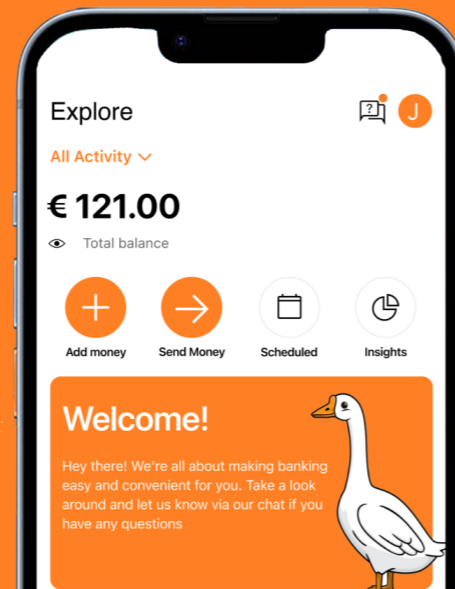 Explore
?
J
All Activity
€ 121.00
Total balance
Add money
Send Money
Scheduled
Insights
Welcome!
Hey there! We're all about making banking
easy and convenient for you. Take a look
around and let us know via our chat if you
have any questions